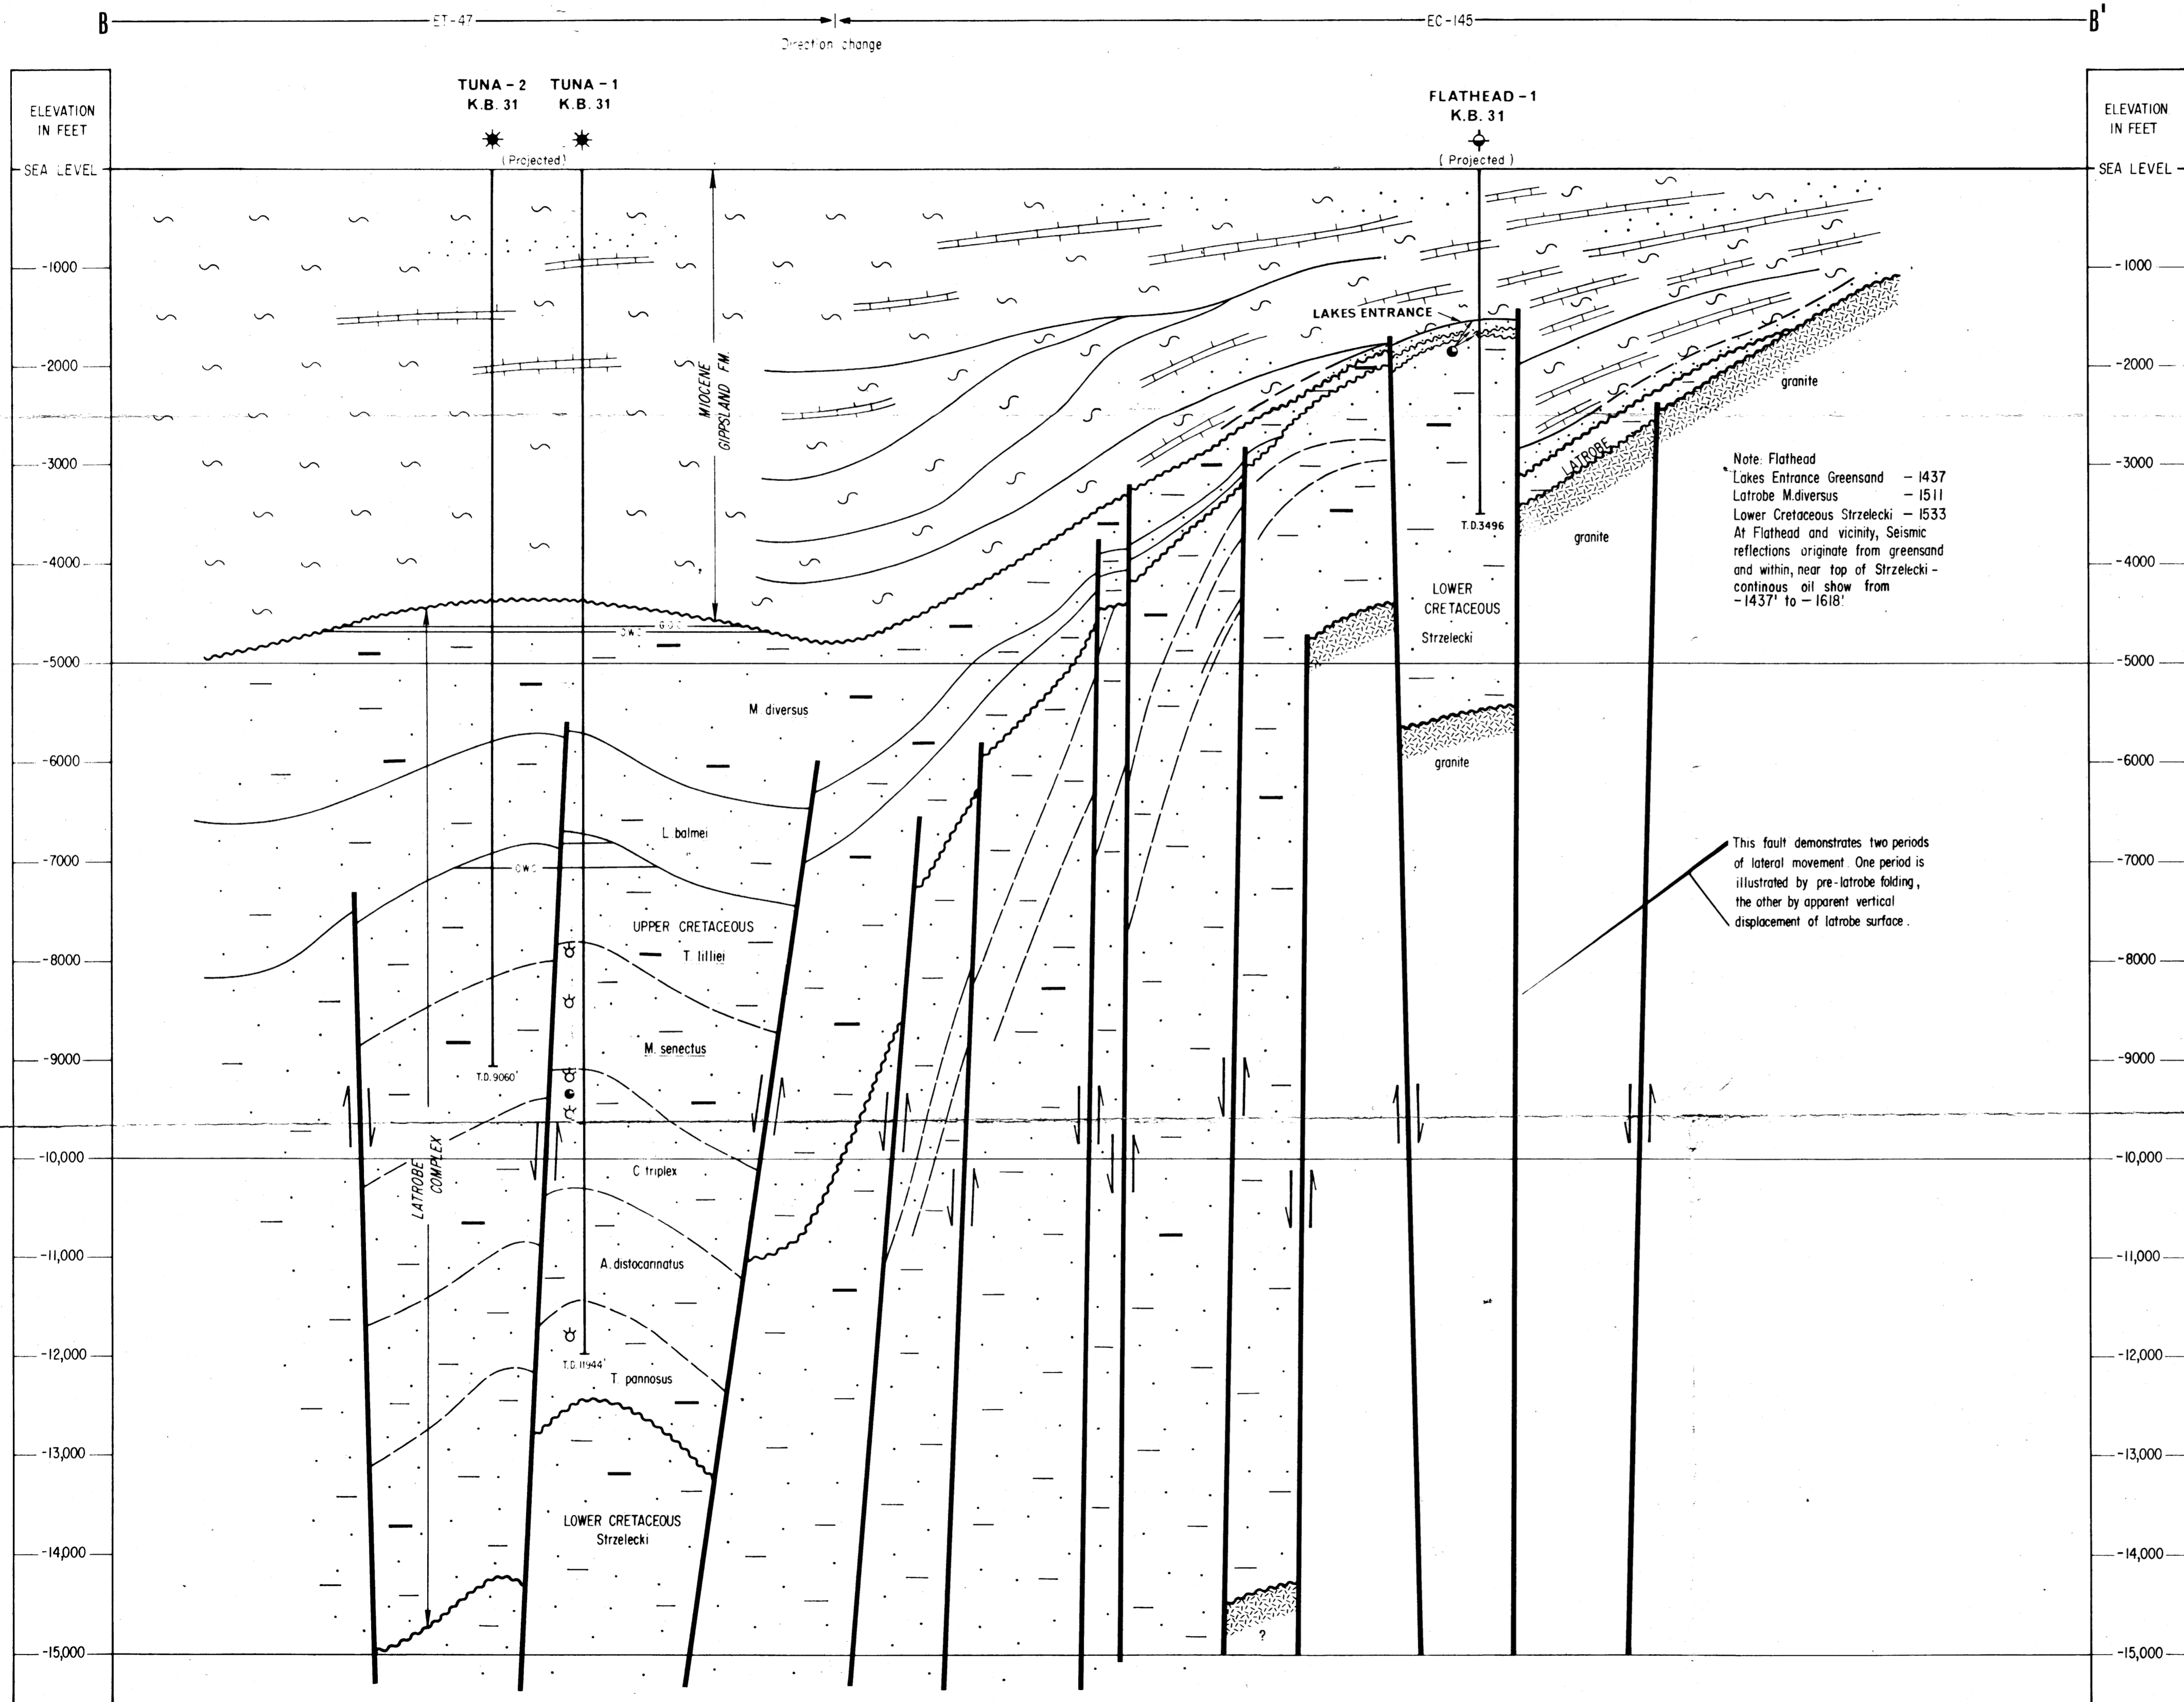 B
ET-47
Direction change
EC-145
B'
TUNA - 2
K.B. 31
TUNA - 1
K.B. 31
(Projected)
FLATHEAD - 1
K.B. 31
(Projected)
ELEVATION
IN FEET
SEA LEVEL
-1000
-2000
-3000
-4000
-5000
-6000
-7000
-8000
-9000
-10,000
-11,000
-12,000
-13,000
-14,000
-15,000
ELEVATION
IN FEET
SEA LEVEL
-1000
-2000
-3000
-4000
-5000
-6000
-7000
-8000
-9000
-10,000
-11,000
-12,000
-13,000
-14,000
-15,000
MIOCENE
GIPPSLAND FM.
LAKES ENTRANCE
granite
LATROBE
granite
T.D.3496
Note: Flathead
Lakes Entrance Greensand - 1437
Latrobe M.diversus - 1511
Lower Cretaceous Strzelecki - 1533
At Flathead and vicinity, Seismic
reflections originate from greensand
and within, near top of Strzelecki -
continous oil show from
-1437' to -1618'
LOWER
CRETACEOUS
Strzelecki
granite
OWC
M. diversus
L. balmei
OWC
UPPER CRETACEOUS
T. lilliei
M. senectus
T.D. 9060'
C triplex
LATROBE
COMPLEX
A. distocarinatus
T.D. 11944'
T. pannosus
LOWER CRETACEOUS
Strzelecki
This fault demonstrates two periods
of lateral movement. One period is
illustrated by pre-latrobe folding,
the other by apparent vertical
displacement of latrobe surface.
?